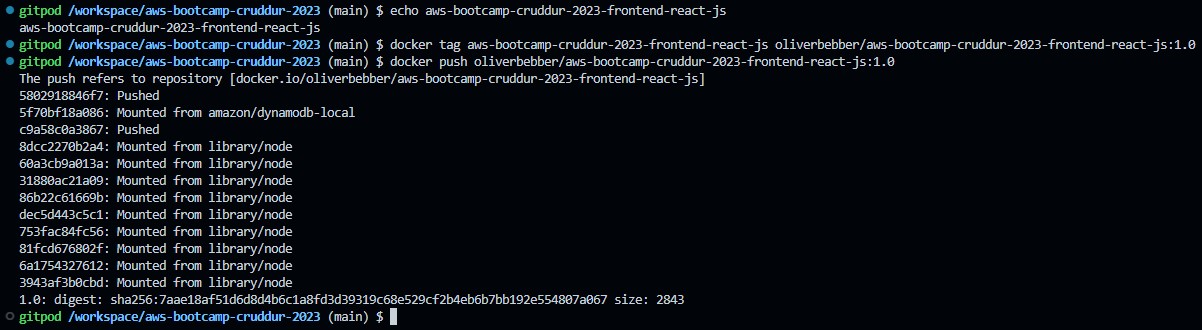 gitpod /workspace/aws-bootcamp-cruddur-2023 (main) $ echo aws-bootcamp-cruddur-2023-frontend-react-js
aws-bootcamp-cruddur-2023-frontend-react-js
gitpod /workspace/aws-bootcamp-cruddur-2023 (main) $ docker tag aws-bootcamp-cruddur-2023-frontend-react-js oliverbebber/aws-bootcamp-cruddur-2023-frontend-react-js:1.0
gitpod /workspace/aws-bootcamp-cruddur-2023 (main) $ docker push oliverbebber/aws-bootcamp-cruddur-2023-frontend-react-js:1.0
The push refers to repository [docker.io/oliverbebber/aws-bootcamp-cruddur-2023-frontend-react-js]
5802918846f7: Pushed
5f70bf18a086: Mounted from amazon/dynamodb-local
c9a58c0a3867: Pushed
8dcc2270b2a4: Mounted from library/node
60a3cb9a013a: Mounted from library/node
31880ac21a09: Mounted from library/node
86b22c61669b: Mounted from library/node
dec5d443c5c1: Mounted from library/node
753fac84fc56: Mounted from library/node
81fcd676802f: Mounted from library/node
6a1754327612: Mounted from library/node
3943af3b0cbd: Mounted from library/node
1.0: digest: sha256:7aae18af51d6d8d4b6c1a8fd3d39319c68e529cf2b4eb6b7bb192e554807a067 size: 2843
gitpod /workspace/aws-bootcamp-cruddur-2023 (main) $